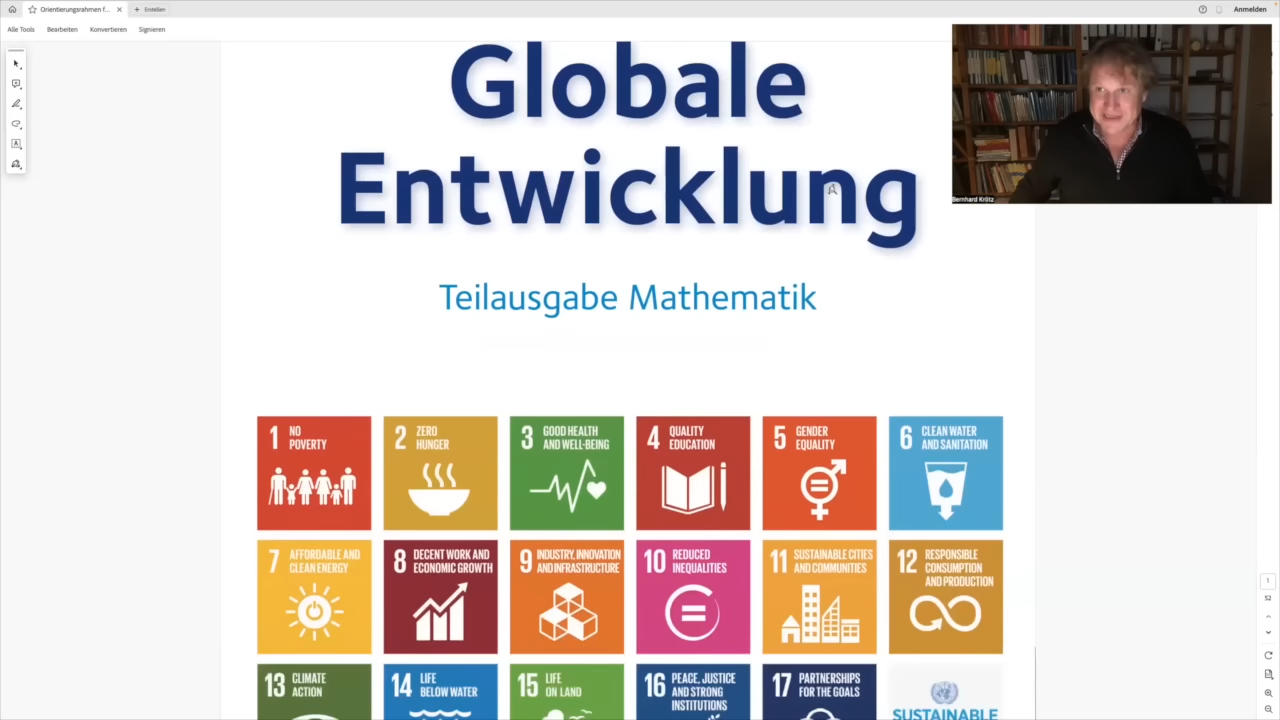 Orientierungsrahmen f...
Erstellen
Anmelden
Alle Tools
Bearbeiten
Konvertieren
Signieren
Bernhard Krötz
Globale
Entwicklung
Teilausgabe Mathematik
1 NO
POVERTY
2 ZERO
HUNGER
3 GOOD HEALTH
AND WELL-BEING
4 QUALITY
EDUCATION
5 GENDER
EQUALITY
6 CLEAN WATER
AND SANITATION
7 AFFORDABLE AND
CLEAN ENERGY
8 DECENT WORK AND
ECONOMIC GROWTH
9 INDUSTRY, INNOVATION
AND INFRASTRUCTURE
10 REDUCED
INEQUALITIES
11 SUSTAINABLE CITIES
AND COMMUNITIES
12 RESPONSIBLE
CONSUMPTION
AND PRODUCTION
13 CLIMATE
ACTION
14 LIFE
BELOW WATER
15 LIFE
ON LAND
16 PEACE, JUSTICE
AND STRONG
INSTITUTIONS
17 PARTNERSHIPS
FOR THE GOALS
SUSTAINABLE
1
52